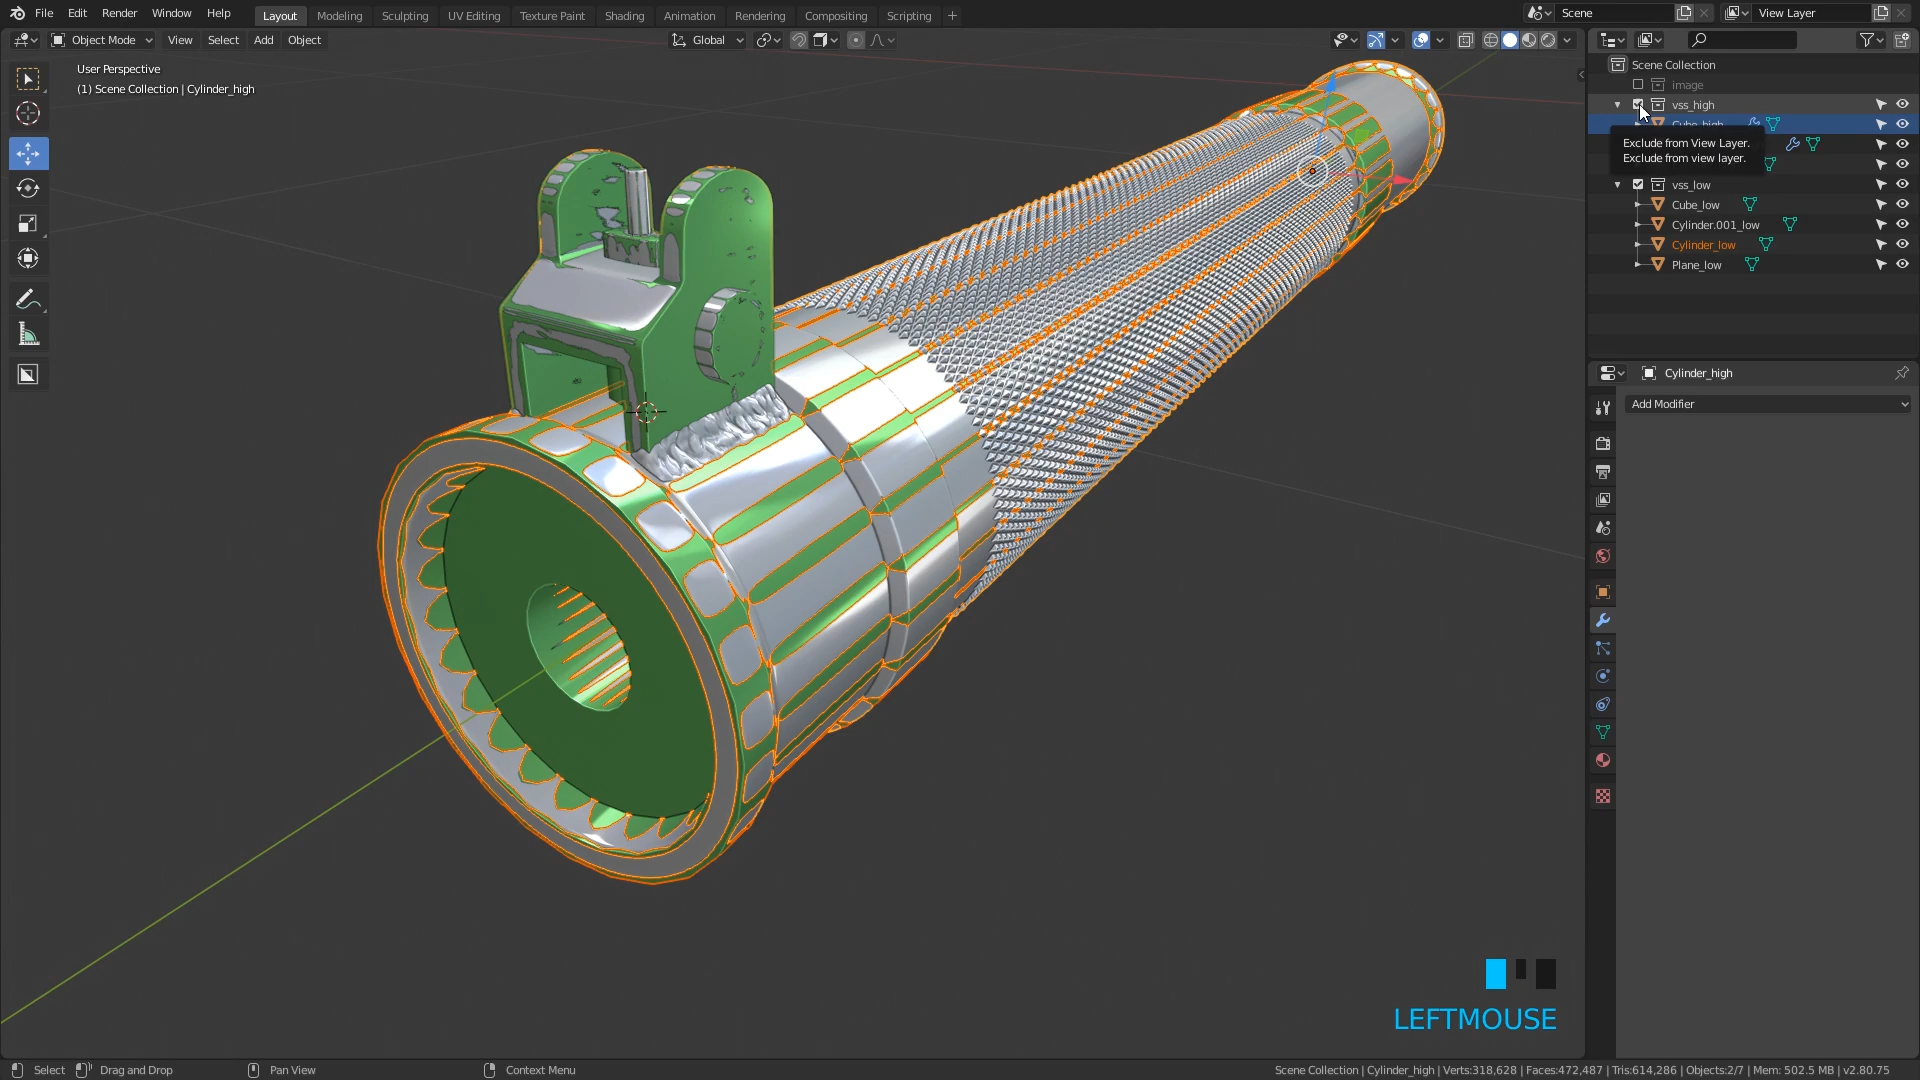 File Edit Render Window Help Layout Modeling Sculpting UV Editing Texture Paint Shading Animation Rendering Compositing Scripting + Scene View Layer
Object Mode View Select Add Object Global
User Perspective
(1) Scene Collection | Cylinder_high
Scene Collection
image
vss_high
Cube_high
Exclude from View Layer.
Exclude from view layer.
vss_low
Cube_low
Cylinder.001_low
Cylinder_low
Plane_low
Cylinder_high
Add Modifier
LEFTMOUSE
Select Drag and Drop Pan View Context Menu Scene Collection | Cylinder_high | Verts:318,628 | Faces:472,487 | Tris:614,286 | Objects:2/7 | Mem: 502.5 MB | v2.80.75